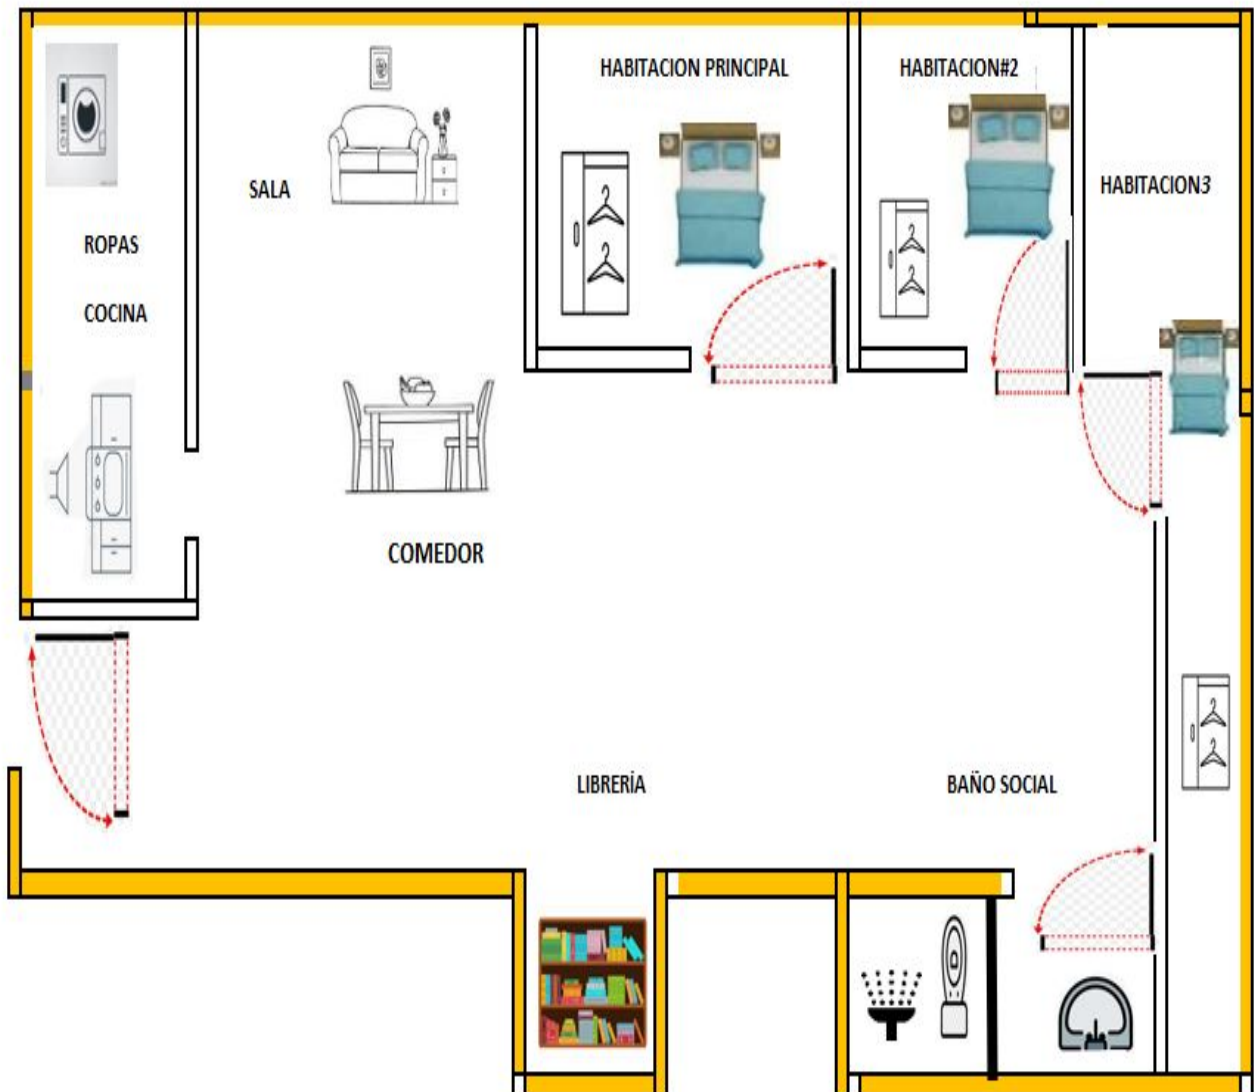 HABITACION PRINCIPAL
HABITACION#2
SALA
HABITACION3
ROPAS
COCINA
COMEDOR
LIBRERÍA
BAÑO SOCIAL